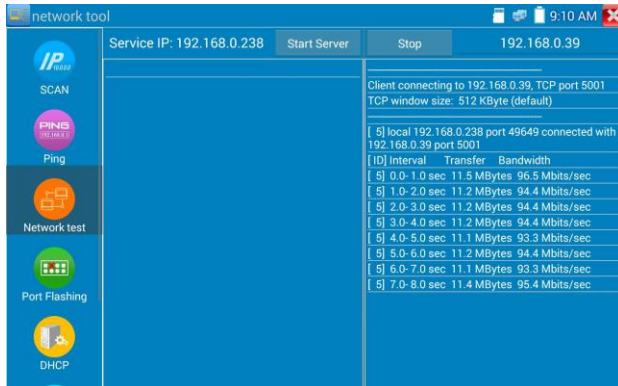 network tool
9:10 AM
Service IP: 192.168.0.238
Start Server
Stop
192.168.0.39
IP
SCAN
PING
Ping
Network test
Port Flashing
DHCP
Client connecting to 192.168.0.39, TCP port 5001
TCP window size: 512 KByte (default)
[ 5] local 192.168.0.238 port 49649 connected with
192.168.0.39 port 5001
[ID] Interval Transfer Bandwidth
[ 5] 0.0- 1.0 sec 11.5 MBytes 96.5 Mbits/sec
[ 5] 1.0- 2.0 sec 11.2 MBytes 94.4 Mbits/sec
[ 5] 2.0- 3.0 sec 11.2 MBytes 94.4 Mbits/sec
[ 5] 3.0- 4.0 sec 11.2 MBytes 94.4 Mbits/sec
[ 5] 4.0- 5.0 sec 11.1 MBytes 93.3 Mbits/sec
[ 5] 5.0- 6.0 sec 11.2 MBytes 94.4 Mbits/sec
[ 5] 6.0- 7.0 sec 11.1 MBytes 93.3 Mbits/sec
[ 5] 7.0- 8.0 sec 11.4 MBytes 95.4 Mbits/sec